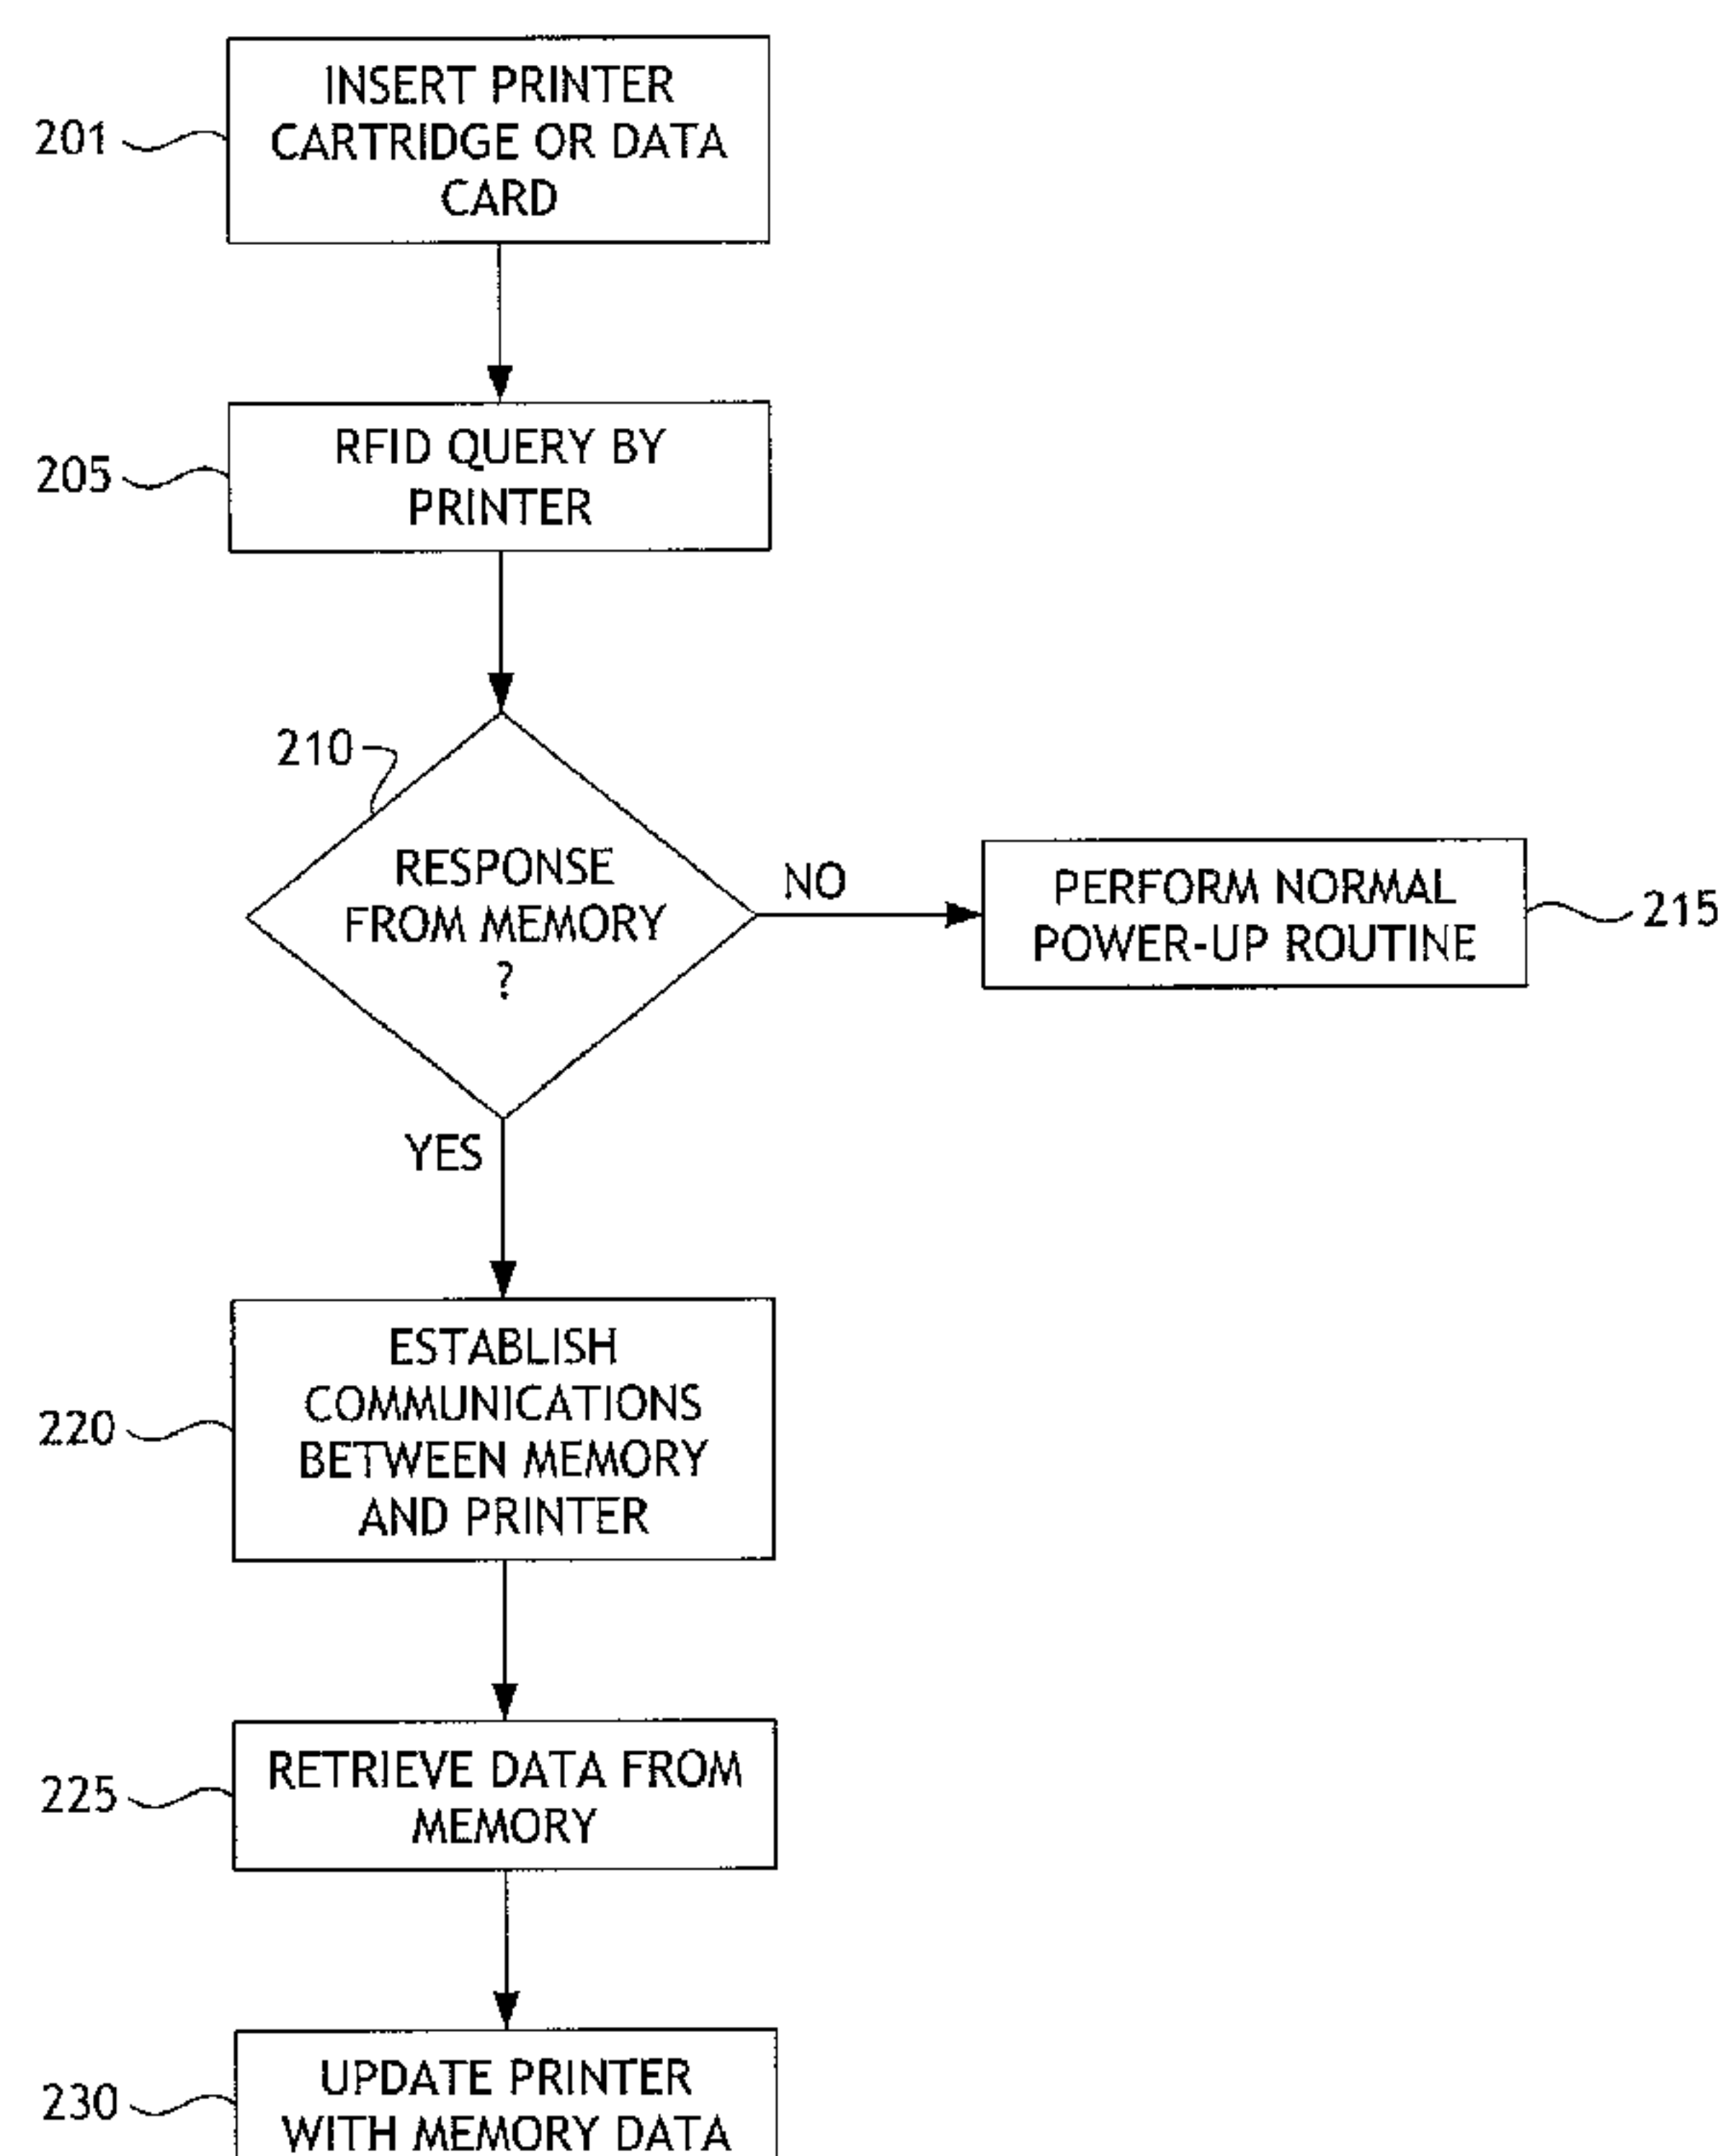 INSERT PRINTER
CARTRIDGE OR DATA
CARD
201
RFID QUERY BY
PRINTER
205
210
RESPONSE
FROM MEMORY
?
NO
PERFORM NORMAL
POWER-UP ROUTINE
215
YES
ESTABLISH
COMMUNICATIONS
BETWEEN MEMORY
AND PRINTER
220
RETRIEVE DATA FROM
MEMORY
225
UPDATE PRINTER
WITH MEMORY DATA
230